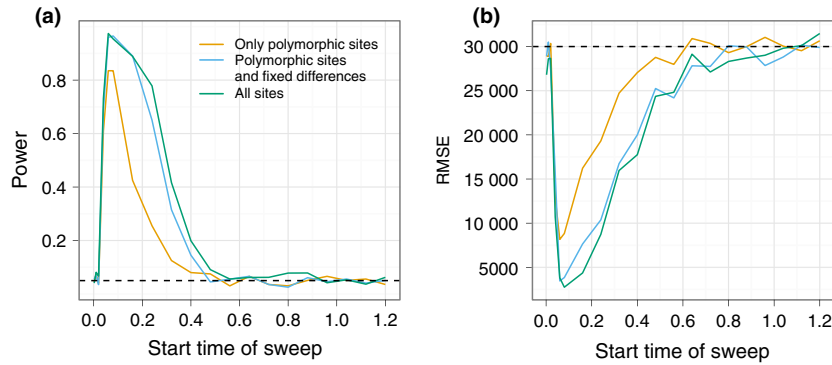 (a)
Only polymorphic sites
Polymorphic sites
and fixed differences
All sites
Power
0.8
0.6
0.4
0.2
0.0 0.2 0.4 0.6 0.8 1.0 1.2
Start time of sweep
(b)
RMSE
30 000
25 000
20 000
15 000
10 000
5000
0.0 0.2 0.4 0.6 0.8 1.0 1.2
Start time of sweep